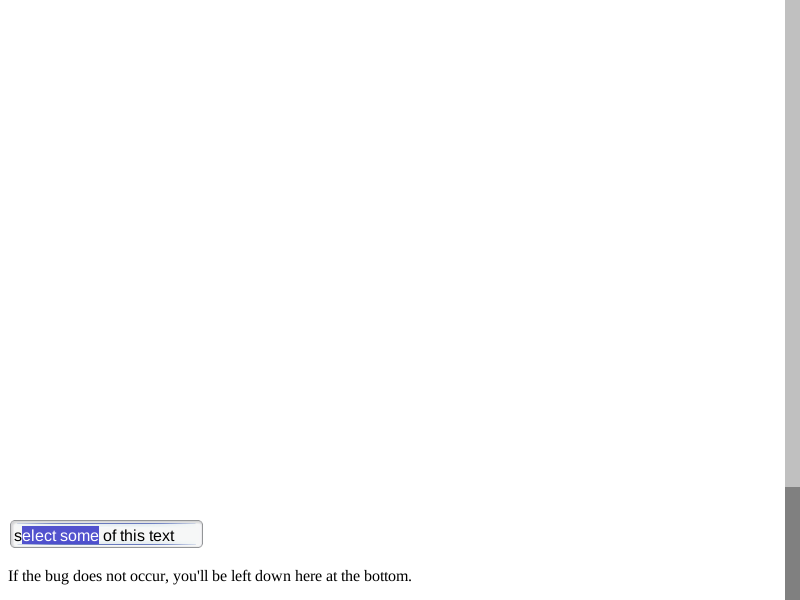 select some of this text
If the bug does not occur, you'll be left down here at the bottom.